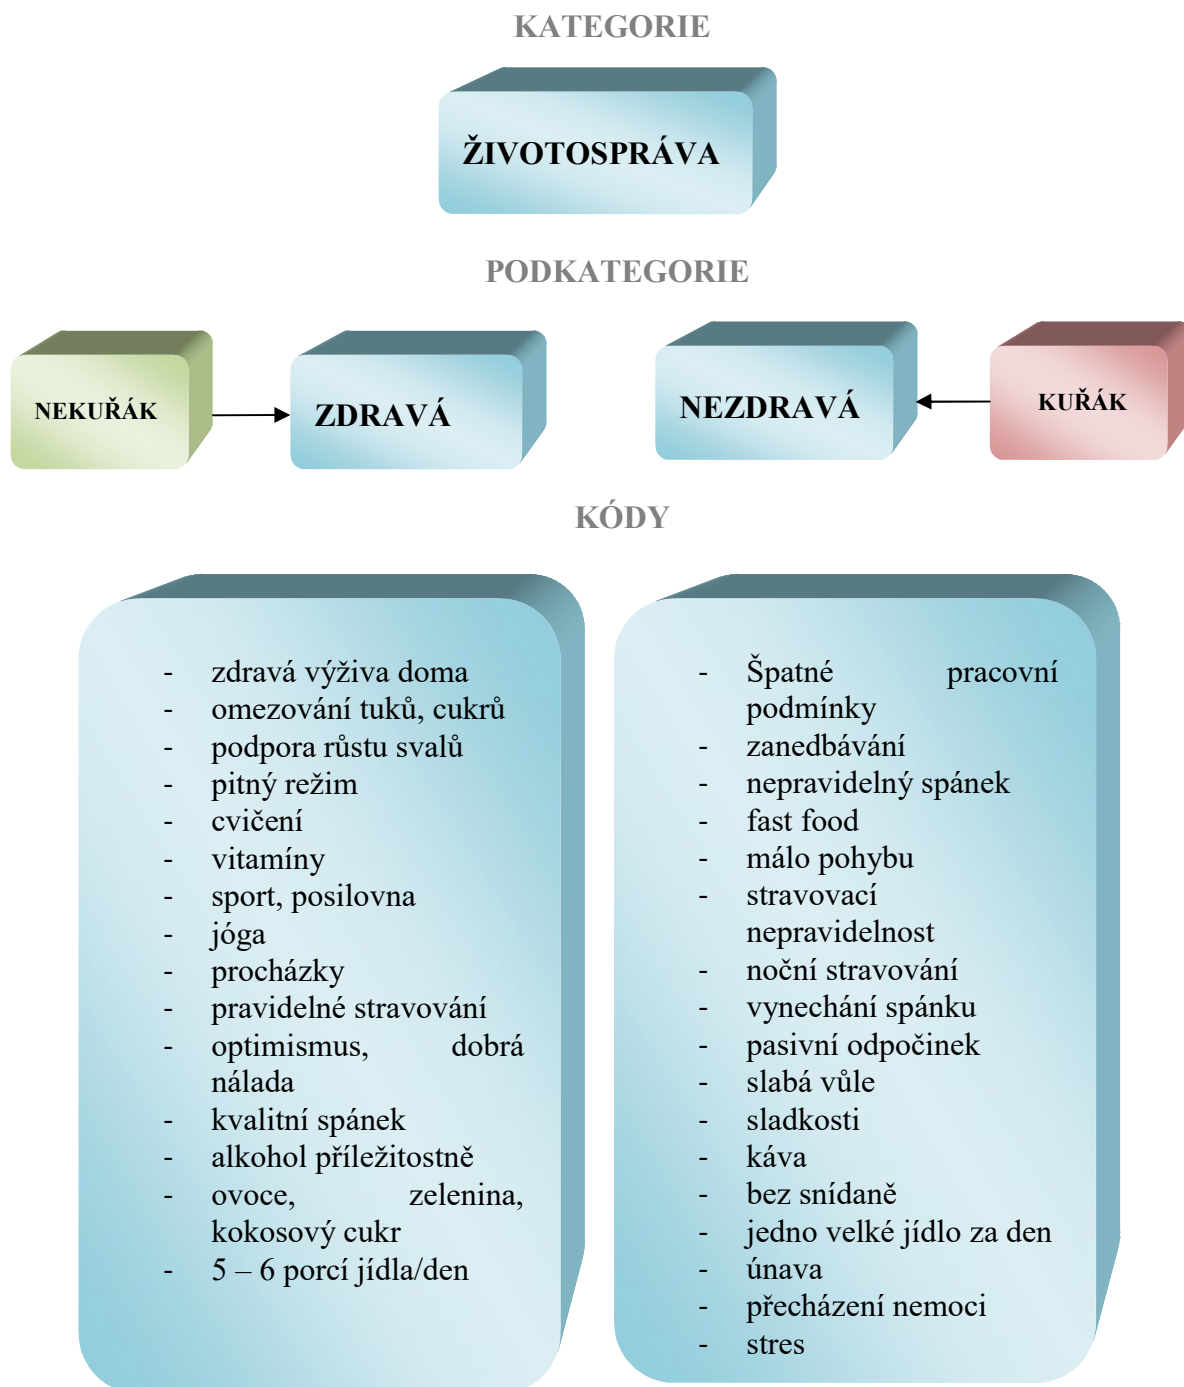 KATEGORIE
ŽIVOTOSPRÁVA
PODKATEGORIE
NEKUŘÁK
ZDRAVÁ
NEZDRAVÁ
KUŘÁK
KÓDY
- zdravá výživa doma
- omezování tuků, cukrů
- podpora růstu svalů
- pitný režim
- cvičení
- vitamíny
- sport, posilovna
- jóga
- procházky
- pravidelné stravování
- optimismus, dobrá
nálada
- kvalitní spánek
- alkohol příležitostně
- ovoce, zelenina,
kokosový cukr
- 5 – 6 porcí jídla/den
- Špatné pracovní
podmínky
- zanedbávání
- nepravidelný spánek
- fast food
- málo pohybu
- stravovací
nepravidelnost
- noční stravování
- vynechání spánku
- pasivní odpočinek
- slabá vůle
- sladkosti
- káva
- bez snídaně
- jedno velké jídlo za den
- únava
- přecházení nemoci
- stres